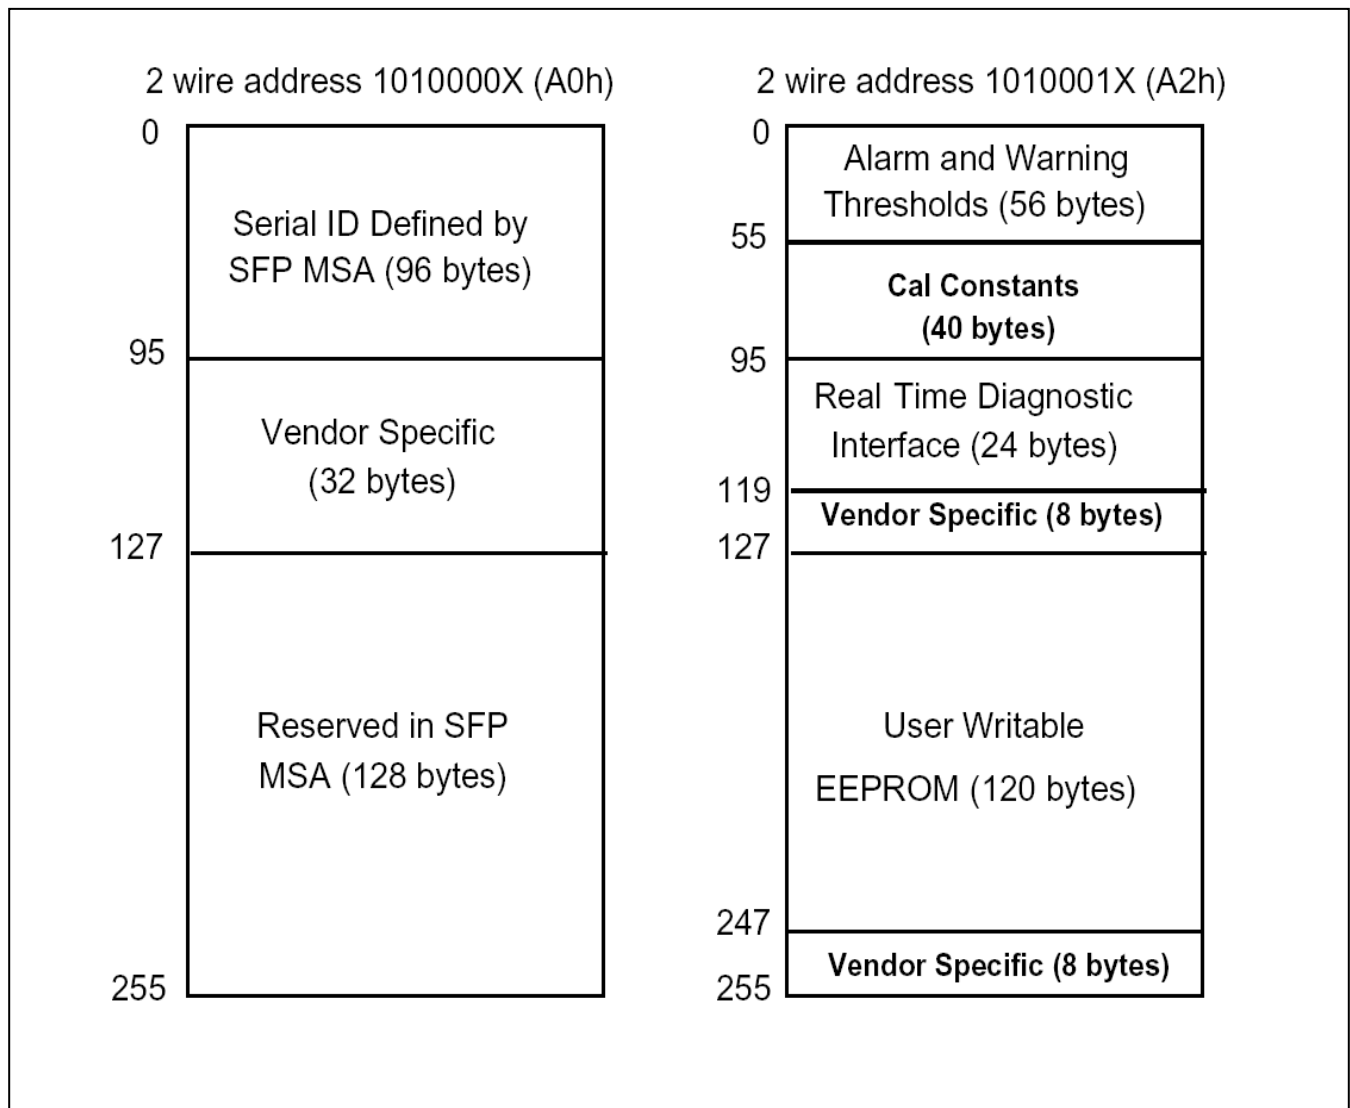 2 wire address 1010000X (A0h)
0
Serial ID Defined by
SFP MSA (96 bytes)
95
Vendor Specific
(32 bytes)
127
Reserved in SFP
MSA (128 bytes)
255
2 wire address 1010001X (A2h)
0
Alarm and Warning
Thresholds (56 bytes)
55
Cal Constants
(40 bytes)
95
Real Time Diagnostic
Interface (24 bytes)
119
Vendor Specific (8 bytes)
127
User Writable
EEPROM (120 bytes)
247
Vendor Specific (8 bytes)
255